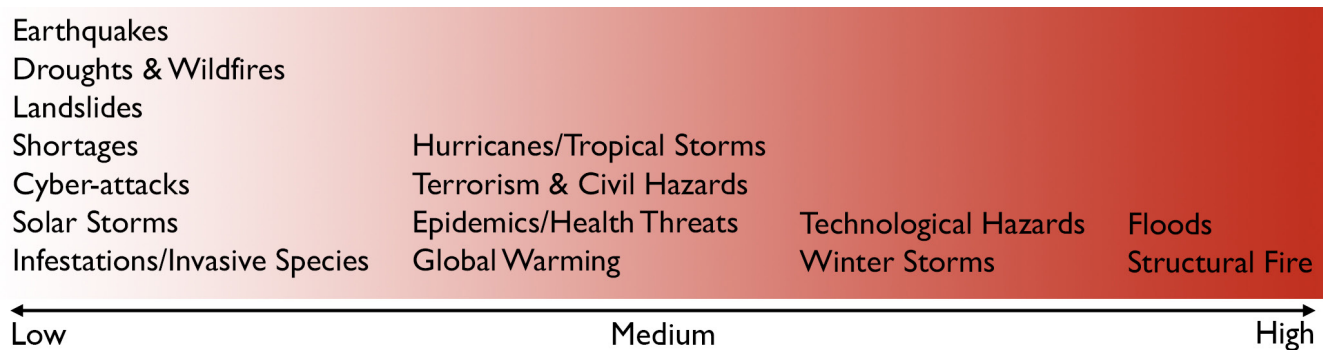 Earthquakes
Droughts & Wildfires
Landslides
Shortages
Cyber-attacks
Solar Storms
Infestations/Invasive Species
Hurricanes/Tropical Storms
Terrorism & Civil Hazards
Epidemics/Health Threats
Global Warming
Technological Hazards
Winter Storms
Floods
Structural Fire
Low
Medium
High